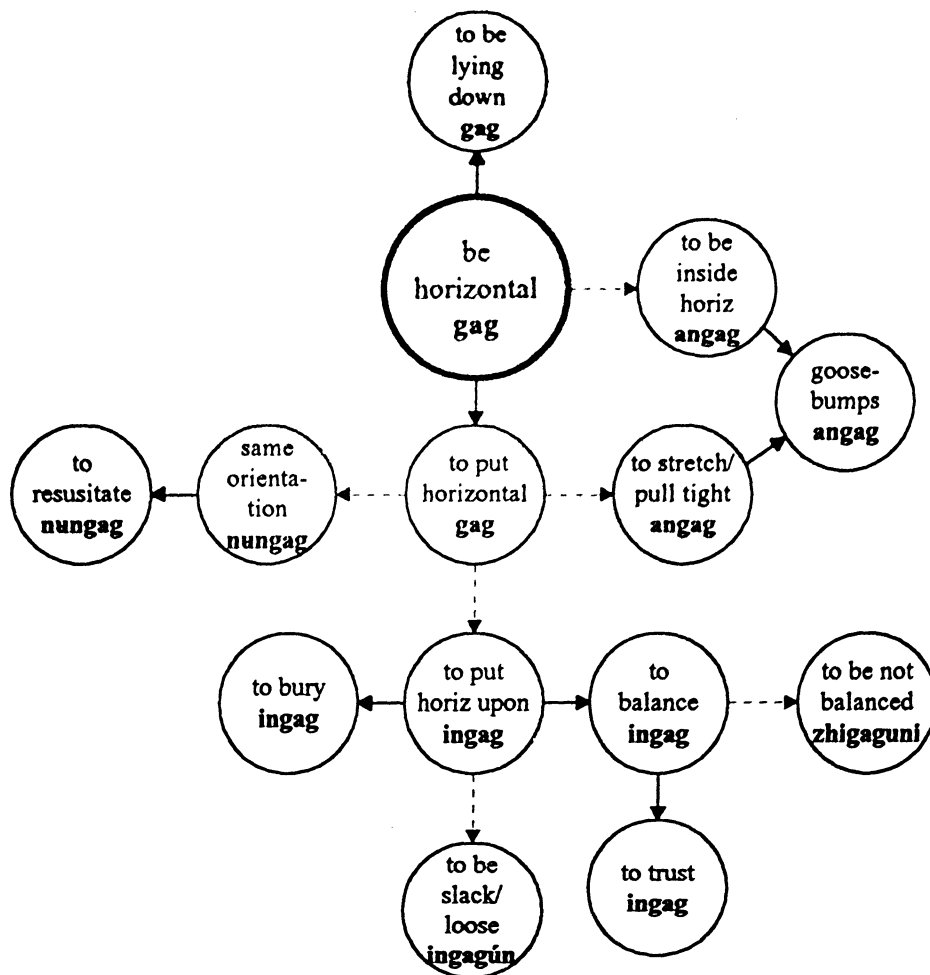 to be
lying
down
gag
be
horizontal
gag
to be
inside
horiz
angag
goose-
bumps
angag
to
resusitate
nungag
same
orienta-
tion
nungag
to put
horizontal
gag
to stretch/
pull tight
angag
to bury
ingag
to put
horiz upon
ingag
to
balance
ingag
to be not
balanced
zhigaguni
to be
slack/
loose
ingagún
to trust
ingag